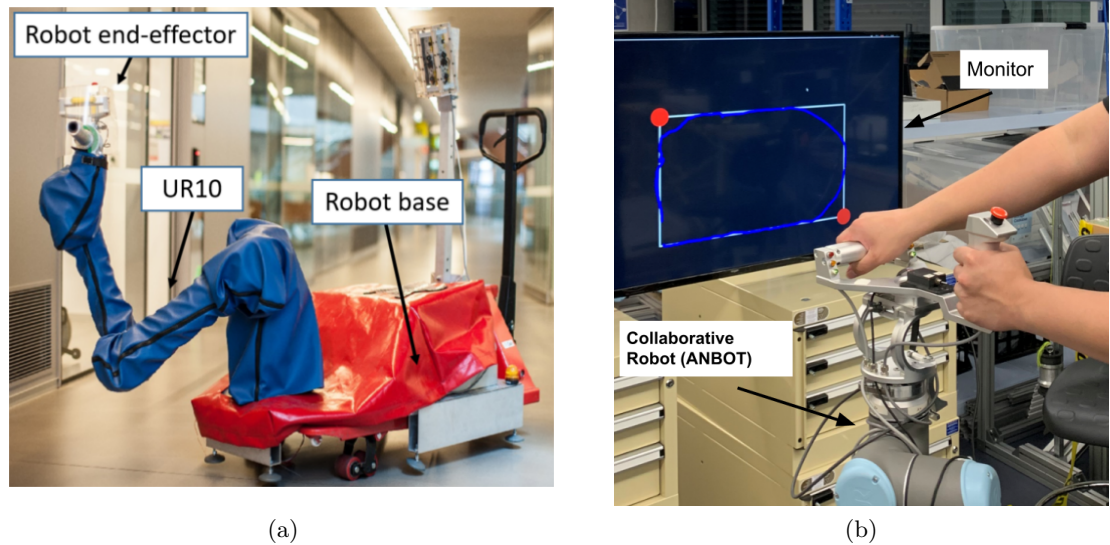 Robot end-effector
UR10
Robot base
(a)
Monitor
Collaborative
Robot (ANBOT)
(b)